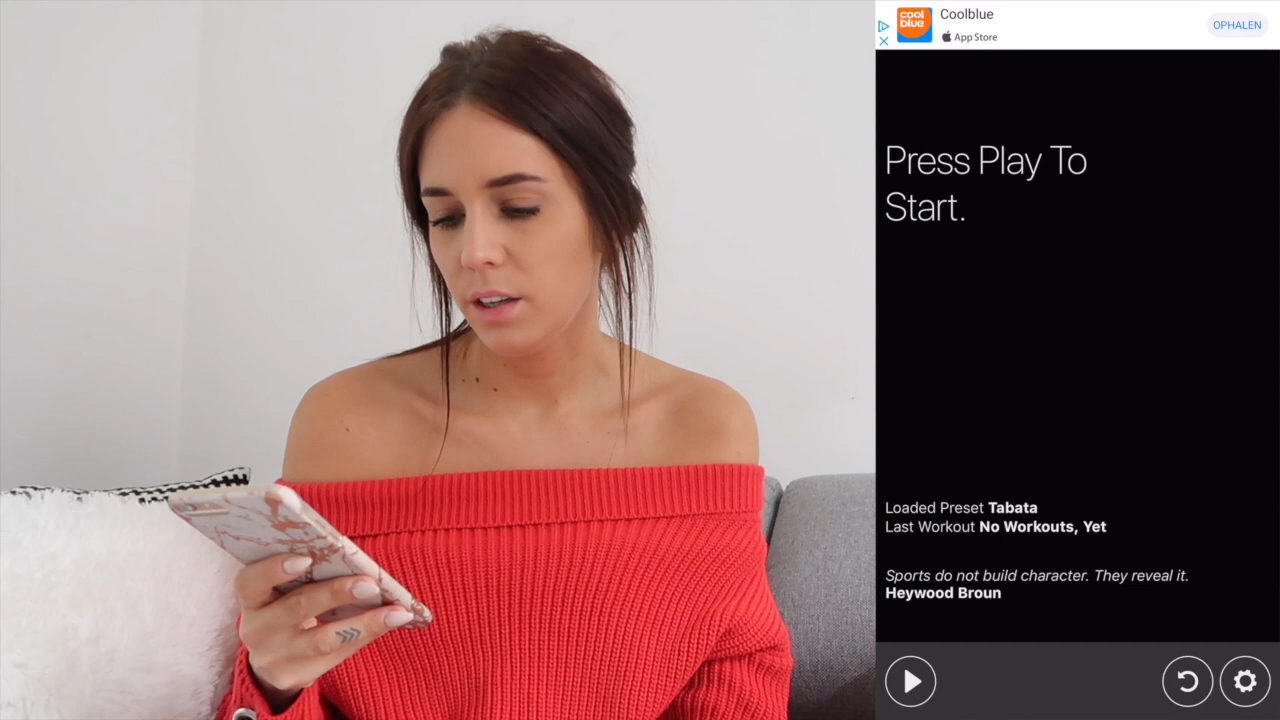 cool
blue
Coolblue
App Store
OPHALEN
Press Play To
Start.
Loaded Preset Tabata
Last Workout No Workouts, Yet
Sports do not build character. They reveal it.
Heywood Broun